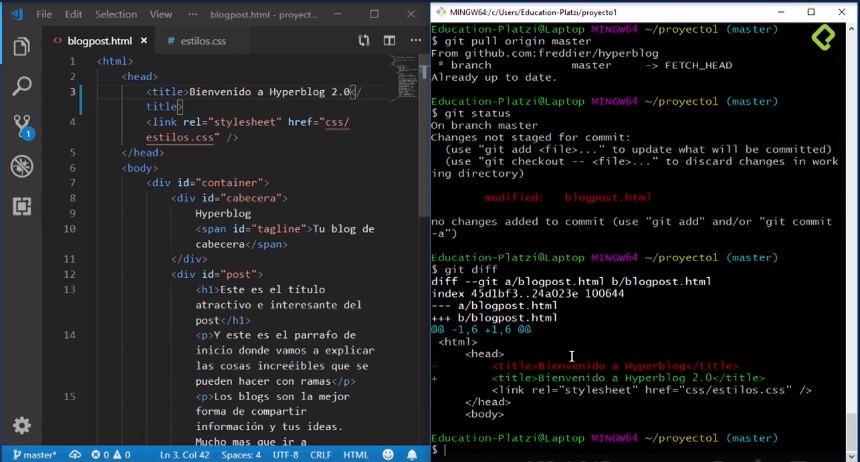 File Edit Selection View ··· blogpost.html - proyect...
blogpost.html estilos.css ···
1 <html>
2 <head>
3 <title>Bienvenido a Hyperblog 2.0</
title>
4 <link rel="stylesheet" href="css/
estilos.css" />
5 </head>
6 <body>
7 <div id="container">
8 <div id="cabecera">
9 Hyperblog
10 <span id="tagline">Tu blog de
cabecera</span>
11 </div>
12 <div id="post">
13 <h1>Este es el título
atractivo e interesante del
post</h1>
14 <p>Y este es el parrafo de
inicio donde vamos a explicar
las cosas increéibles que se
pueden hacer con ramas</p>
15 <p>Los blogs son la mejor
forma de compartir
información y tus ideas.
Mucho mas que ir a
1
master* 0 0 Ln 3, Col 42 Spaces: 4 UTF-8 CRLF HTML
MINGW64:/c/Users/Education-Platzi/proyecto1
Education-Platzi@Laptop MINGW64 ~/proyecto1 (master)
$ git pull origin master
From github.com:freddier/hyperblog
* branch master -> FETCH_HEAD
Already up to date.
Education-Platzi@Laptop MINGW64 ~/proyecto1 (master)
$ git status
On branch master
Changes not staged for commit:
(use "git add <file>..." to update what will be committed)
(use "git checkout -- <file>..." to discard changes in work
ing directory)
modified: blogpost.html
no changes added to commit (use "git add" and/or "git commit
-a")
Education-Platzi@Laptop MINGW64 ~/proyecto1 (master)
$ git diff
diff --git a/blogpost.html b/blogpost.html
index 45d1bf3..24a023e 100644
--- a/blogpost.html
+++ b/blogpost.html
@@ -1,6 +1,6 @@
<html>
<head>
- <title>Bienvenido a Hyperblog</title>
+ <title>Bienvenido a Hyperblog 2.0</title>
<link rel="stylesheet" href="css/estilos.css" />
</head>
<body>
Education-Platzi@Laptop MINGW64 ~/proyecto1 (master)
$